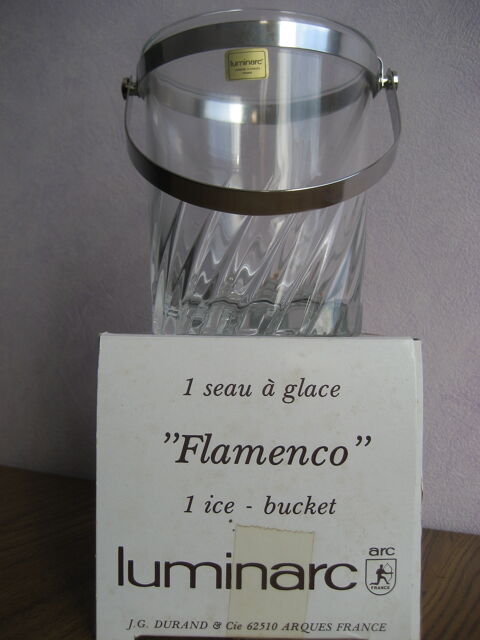 luminarc
1 seau à glace
"Flamenco"
1 ice - bucket
luminarc
arc
FRANCE
J.G. DURAND & Cie 62510 ARQUES FRANCE